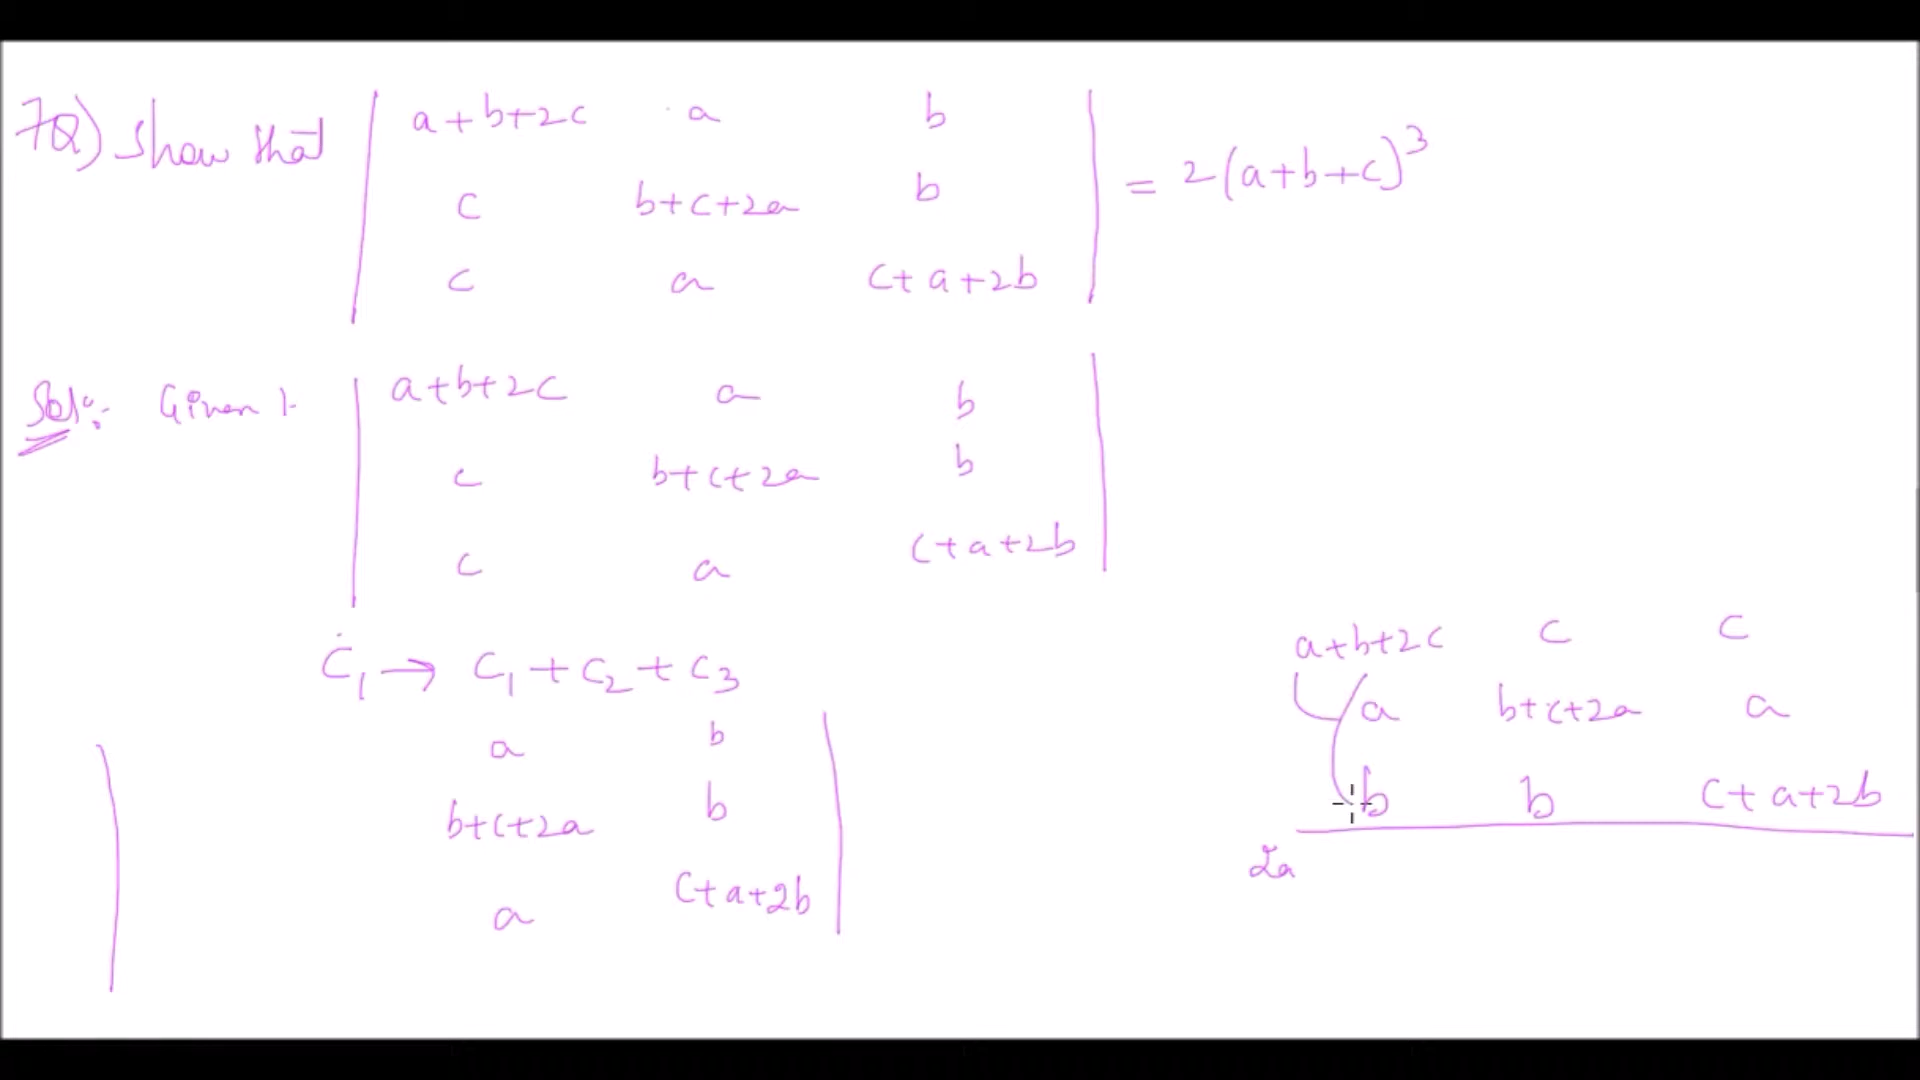 7Q) Show that | a+b+2c a b |
| c b+c+2a b | = 2(a+b+c)³
| c a c+a+2b |
Sol:- Given | a+b+2c a b |
| c b+c+2a b |
| c a c+a+2b |
C₁ → C₁ + C₂ + C₃
| a b |
| b+c+2a b |
| a c+a+2b |
a+b+2c c c
a b+c+2a a
b b c+a+2b
2a